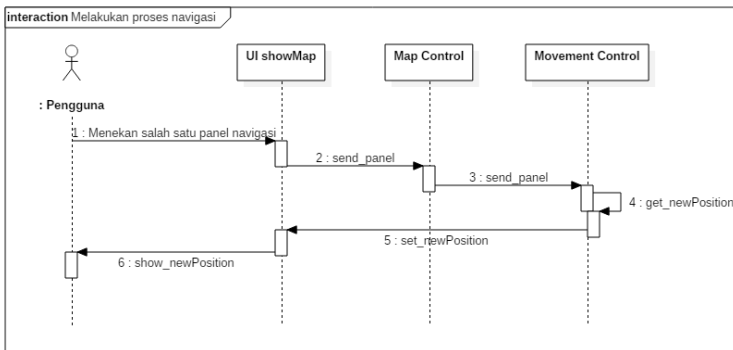 interaction Melakukan proses navigasi
UI showMap
Map Control
Movement Control
: Pengguna
1 : Menekan salah satu panel navigasi
2 : send_panel
3 : send_panel
4 : get_newPosition
5 : set_newPosition
6 : show_newPosition